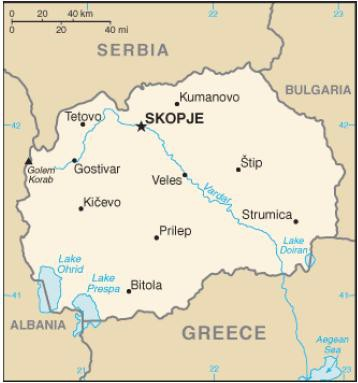 0 20 40 km
0 20 40 mi
22
SERBIA
BULGARIA
Kumanovo
Tetovo
SKOPJE
42
42
Golem
Korab
Gostivar
Štip
Veles
Vardar
Kičevo
Strumica
Prilep
Lake
Doiran
Lake
Ohrid
Lake
Prespa
Bitola
41
41
ALBANIA
GREECE
Aegean
Sea
21
22
23